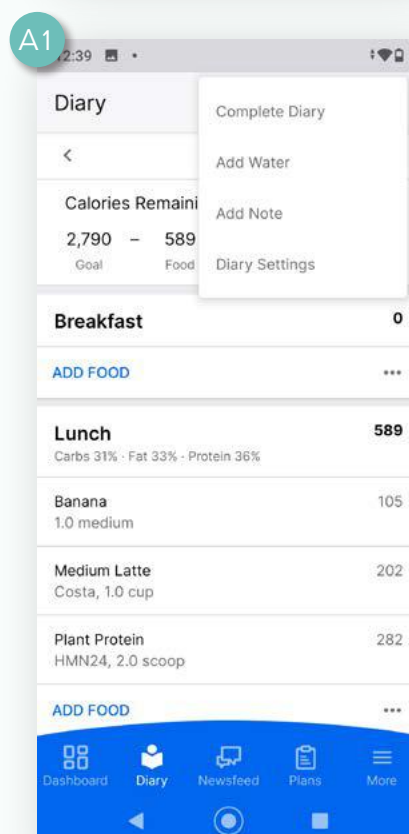 A1
12:39
Diary
Complete Diary
Add Water
Add Note
Diary Settings
Calories Remaini
2,790 – 589
Goal Food
Breakfast 0
ADD FOOD
Lunch 589
Carbs 31% · Fat 33% · Protein 36%
Banana 105
1.0 medium
Medium Latte 202
Costa, 1.0 cup
Plant Protein 282
HMN24, 2.0 scoop
ADD FOOD
Dashboard Diary Newsfeed Plans More